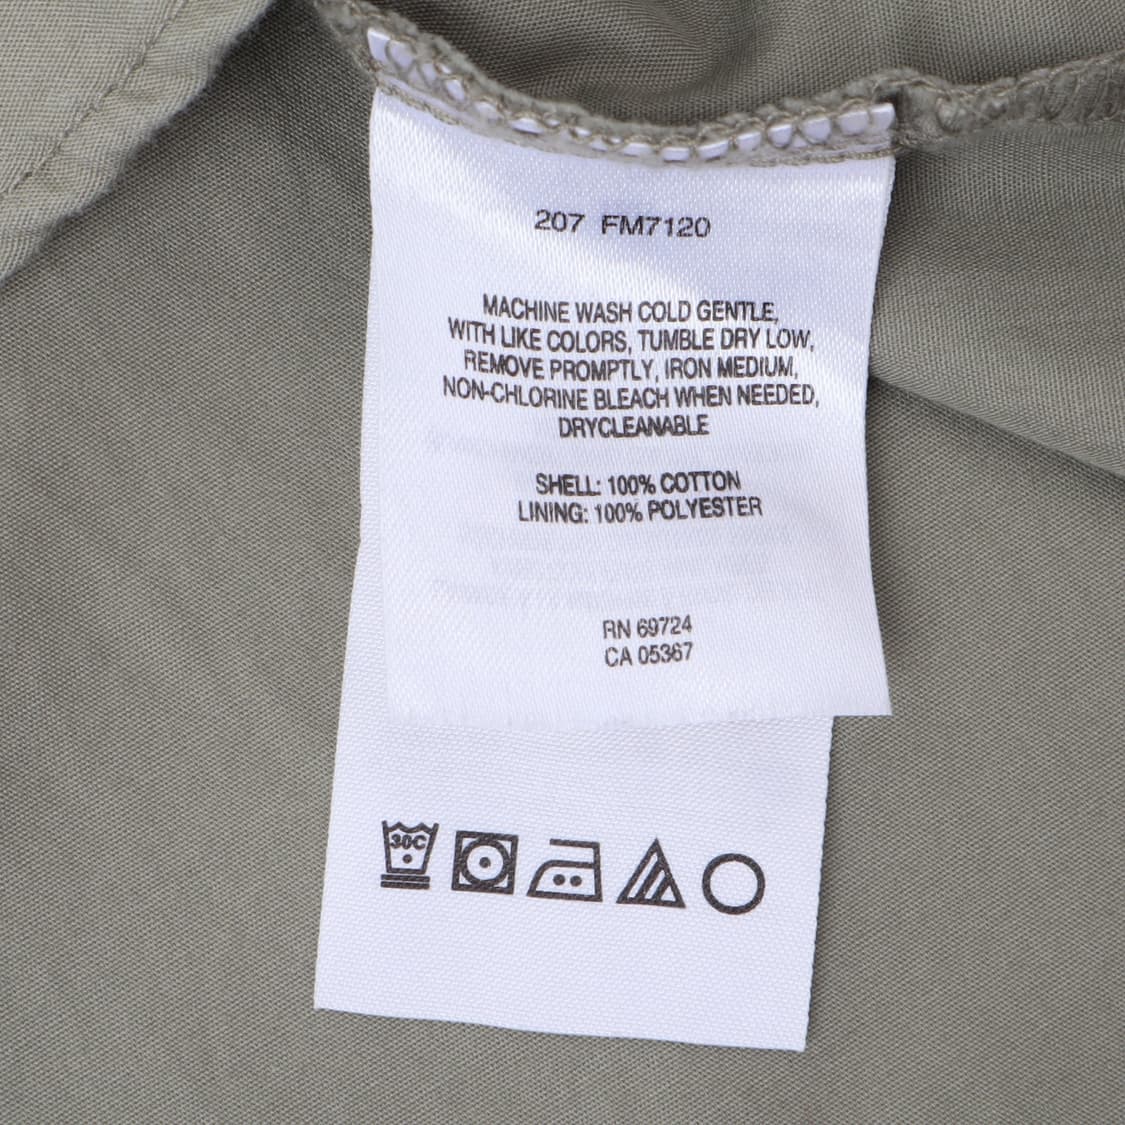 207 FM7120
MACHINE WASH COLD GENTLE,
WITH LIKE COLORS, TUMBLE DRY LOW,
REMOVE PROMPTLY, IRON MEDIUM,
NON-CHLORINE BLEACH WHEN NEEDED,
DRYCLEANABLE
SHELL: 100% COTTON
LINING: 100% POLYESTER
RN 69724
CA 05367
30C